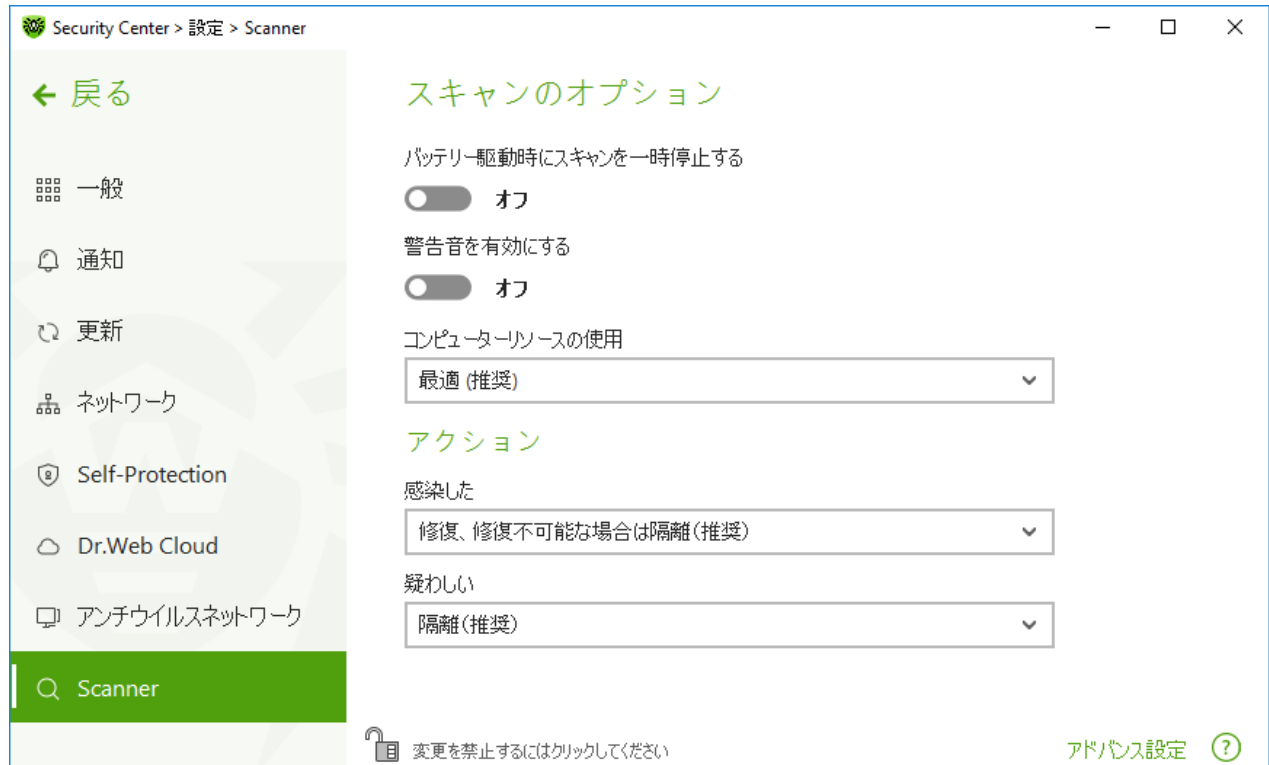 Security Center > 設定 > Scanner
戻る
一般
通知
更新
ネットワーク
Self-Protection
Dr.Web Cloud
アンチウイルスネットワーク
Scanner
スキャンのオプション
バッテリー駆動時にスキャンを一時停止する
オフ
警告音を有効にする
オフ
コンピューターリソースの使用
最適 (推奨)
アクション
感染した
修復、修復不可能な場合は隔離(推奨)
疑わしい
隔離(推奨)
変更を禁止するにはクリックしてください
アドバンス設定
?